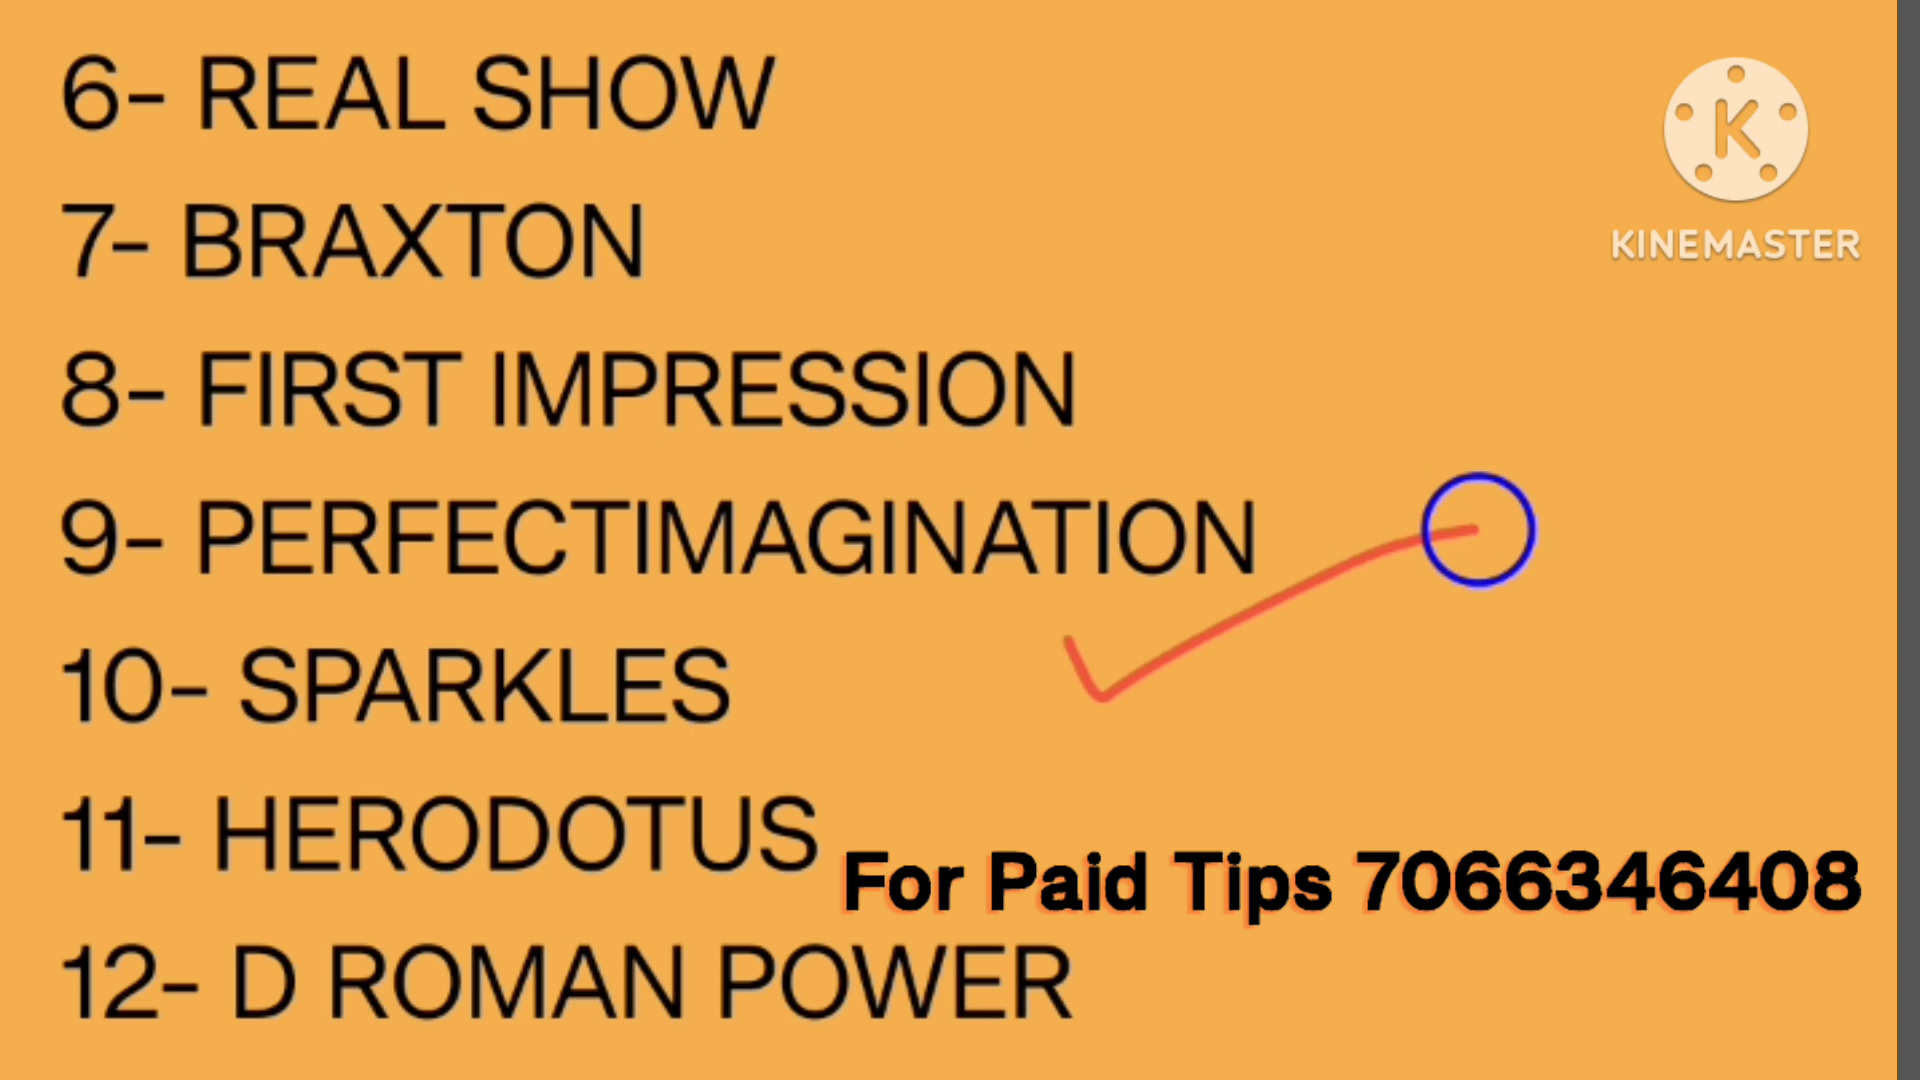 6- REAL SHOW
K
KINEMASTER
7- BRAXTON
8- FIRST IMPRESSION
9- PERFECTIMAGINATION
10- SPARKLES
11- HERODOTUS
For Paid Tips 7066346408
12- D ROMAN POWER